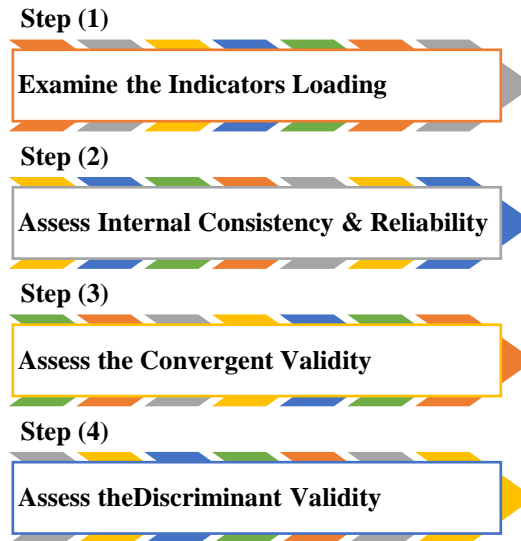 Step (1)
Examine the Indicators Loading
Step (2)
Assess Internal Consistency & Reliability
Step (3)
Assess the Convergent Validity
Step (4)
Assess theDiscriminant Validity